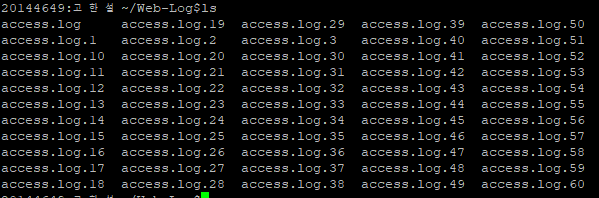 20144649:고 한 설 ~/Web-Log$ls
access.log access.log.19 access.log.29 access.log.39 access.log.50
access.log.1 access.log.2 access.log.3 access.log.40 access.log.51
access.log.10 access.log.20 access.log.30 access.log.41 access.log.52
access.log.11 access.log.21 access.log.31 access.log.42 access.log.53
access.log.12 access.log.22 access.log.32 access.log.43 access.log.54
access.log.13 access.log.23 access.log.33 access.log.44 access.log.55
access.log.14 access.log.24 access.log.34 access.log.45 access.log.56
access.log.15 access.log.25 access.log.35 access.log.46 access.log.57
access.log.16 access.log.26 access.log.36 access.log.47 access.log.58
access.log.17 access.log.27 access.log.37 access.log.48 access.log.59
access.log.18 access.log.28 access.log.38 access.log.49 access.log.60
20144649:고 한 설 ~/Web-Log$